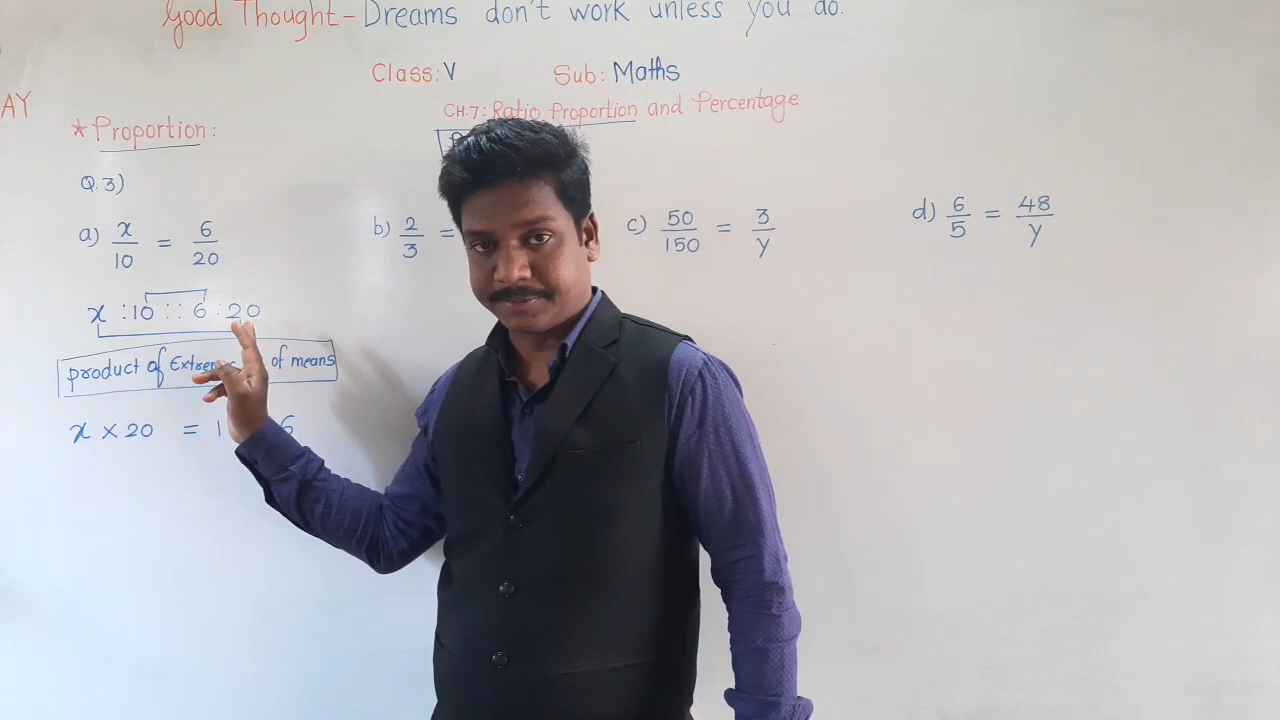 Good Thought - Dreams don't work unless you do.
Class: V Sub: Maths
AY
CH.7: Ratio Proportion and Percentage
* Proportion:
Q.3)
a) x/10 = 6/20
b) 2/3 =
c) 50/150 = 3/y
d) 6/5 = 48/y
x : 10 :: 6 : 20
product of of means
x × 20 = 6